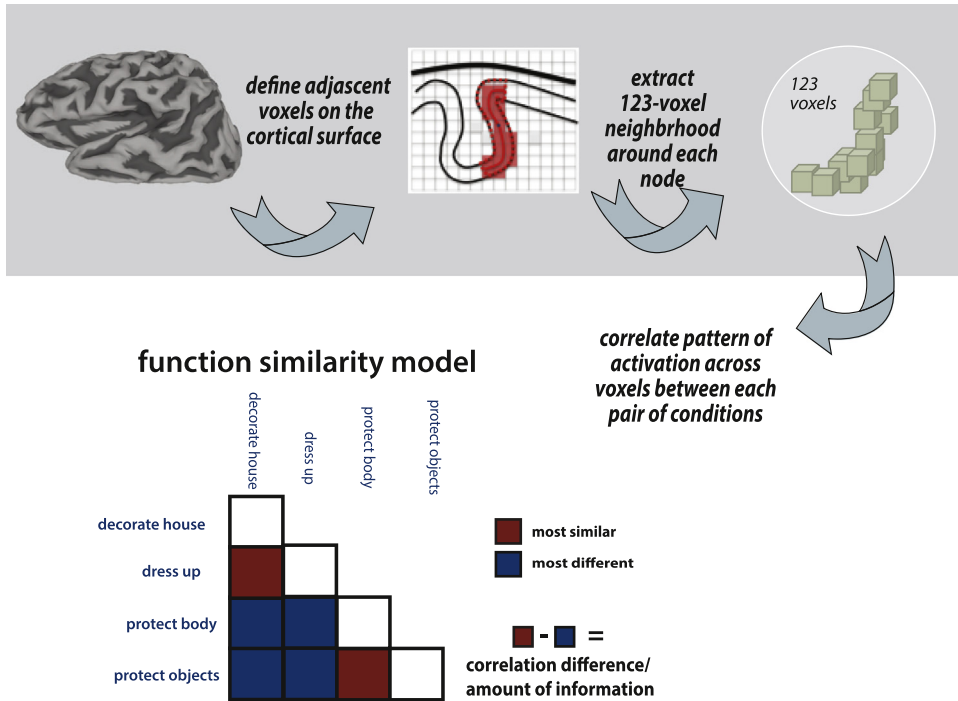 define adjascent
voxels on the
cortical surface
extract
123-voxel
neighbrhood
around each
node
123
voxels
correlate pattern of
activation across
voxels between each
pair of conditions
function similarity model
decorate house
dress up
protect body
protect objects
decorate house
dress up
protect body
protect objects
most similar
most different
- =
correlation difference/
amount of information